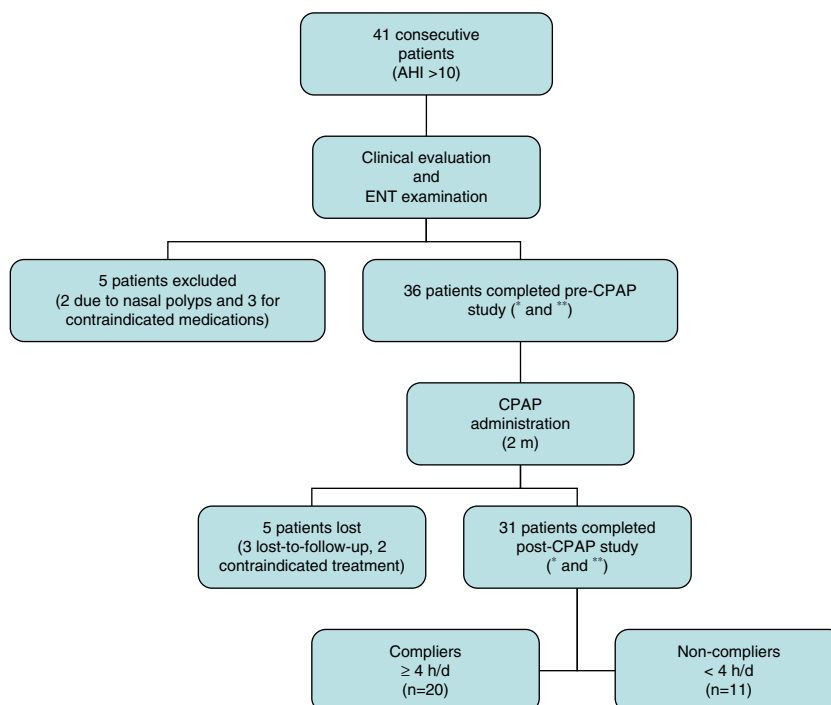 41 consecutive
patients
(AHI >10)
Clinical evaluation
and
ENT examination
5 patients excluded
(2 due to nasal polyps and 3 for
contraindicated medications)
36 patients completed pre-CPAP
study (* and **)
CPAP
administration
(2 m)
5 patients lost
(3 lost-to-follow-up, 2
contraindicated treatment)
31 patients completed
post-CPAP study
(* and **)
Compliers
≥ 4 h/d
(n=20)
Non-compliers
< 4 h/d
(n=11)